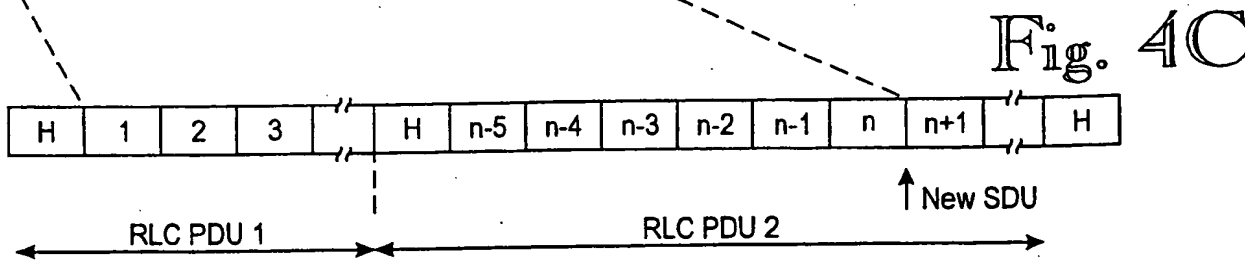 Fig. 4C
H 1 2 3 H n-5 n-4 n-3 n-2 n-1 n n+1 H
New SDU
RLC PDU 1 RLC PDU 2